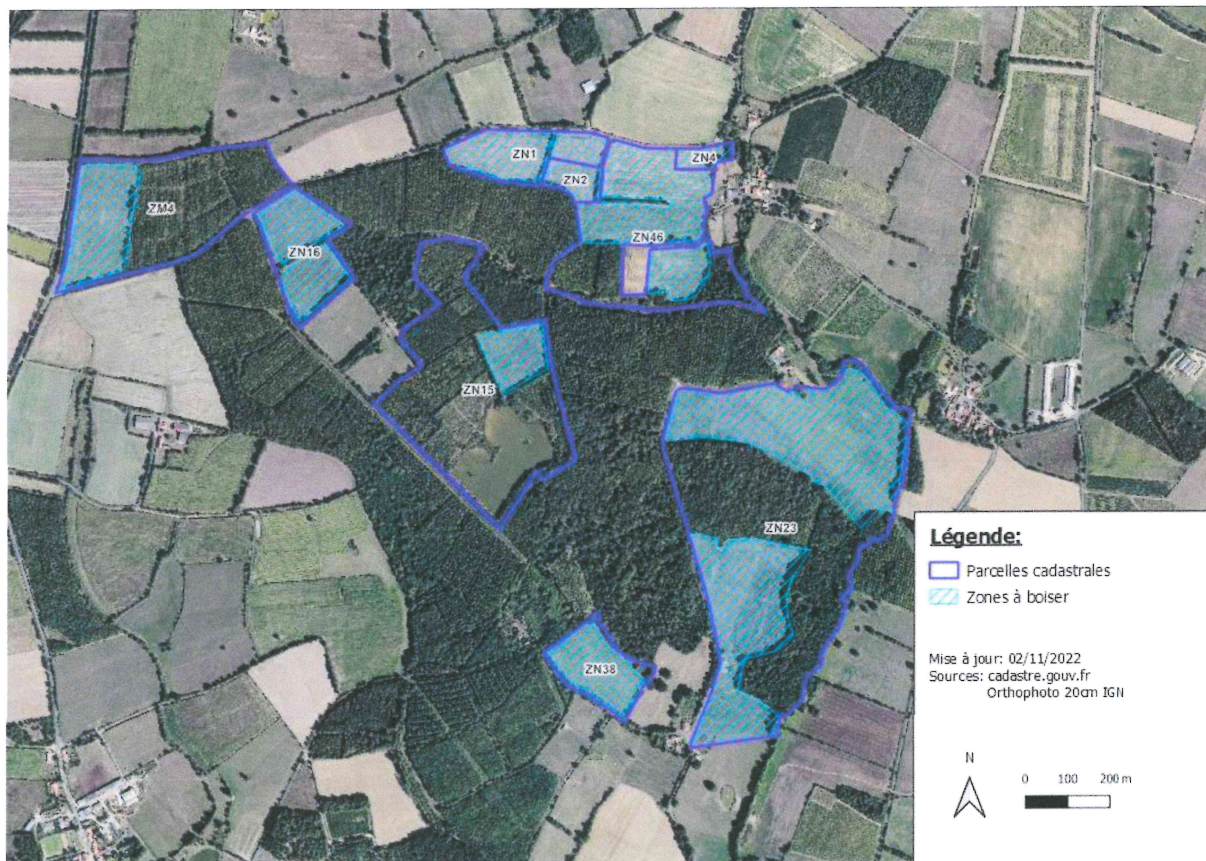 ZN1
ZN4
ZN2
ZM4
ZN46
ZN16
ZN15
ZN23
ZN38
Légende:
Parcelles cadastrales
Zones à boiser
Mise à jour: 02/11/2022
Sources: cadastre.gouv.fr
Orthophoto 20cm IGN
N
0 100 200 m